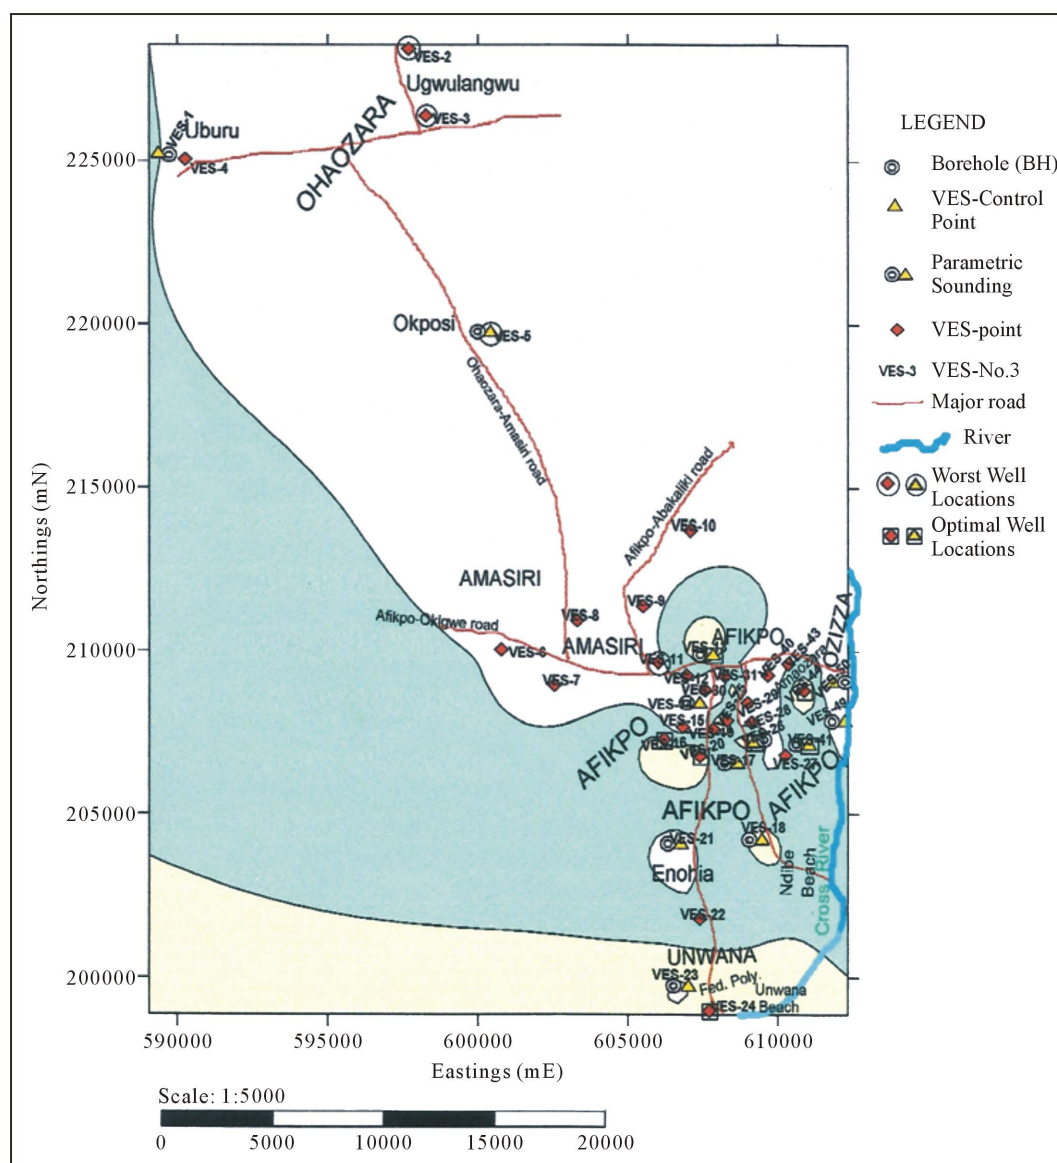 VES-2
Ugwulangwu
VES-3
OHAOZARA
VES-1
Uburu
VES-4
225000
Okposi
VES-5
220000
Ohaozara-Amasiri road
215000
Northings (mN)
Afikpo-Abakaliki road
VES-10
AMASIRI
VES-9
VES-8
Afikpo-Okigwe road
AMASIRI
AFIKPO
OZIZZA
210000
VES-6
VES-11
VES-7
VES-12
VES-31
VES-43
Amaozara
VES-15
VES-16
VES-17
VES-49
AFIKPO
AFIKPO
AFIKPO
205000
VES-21
VES-18
Enohia
Ndibe
Beach
Cross River
VES-22
UNWANA
200000
VES-23
Fed. Poly.
Unwana
VES-24
Beach
590000
595000
600000
605000
610000
Eastings (mE)
Scale: 1:5000
0
5000
10000
15000
20000
LEGEND
Borehole (BH)
VES-Control
Point
Parametric
Sounding
VES-point
VES-3
VES-No.3
Major road
River
Worst Well
Locations
Optimal Well
Locations